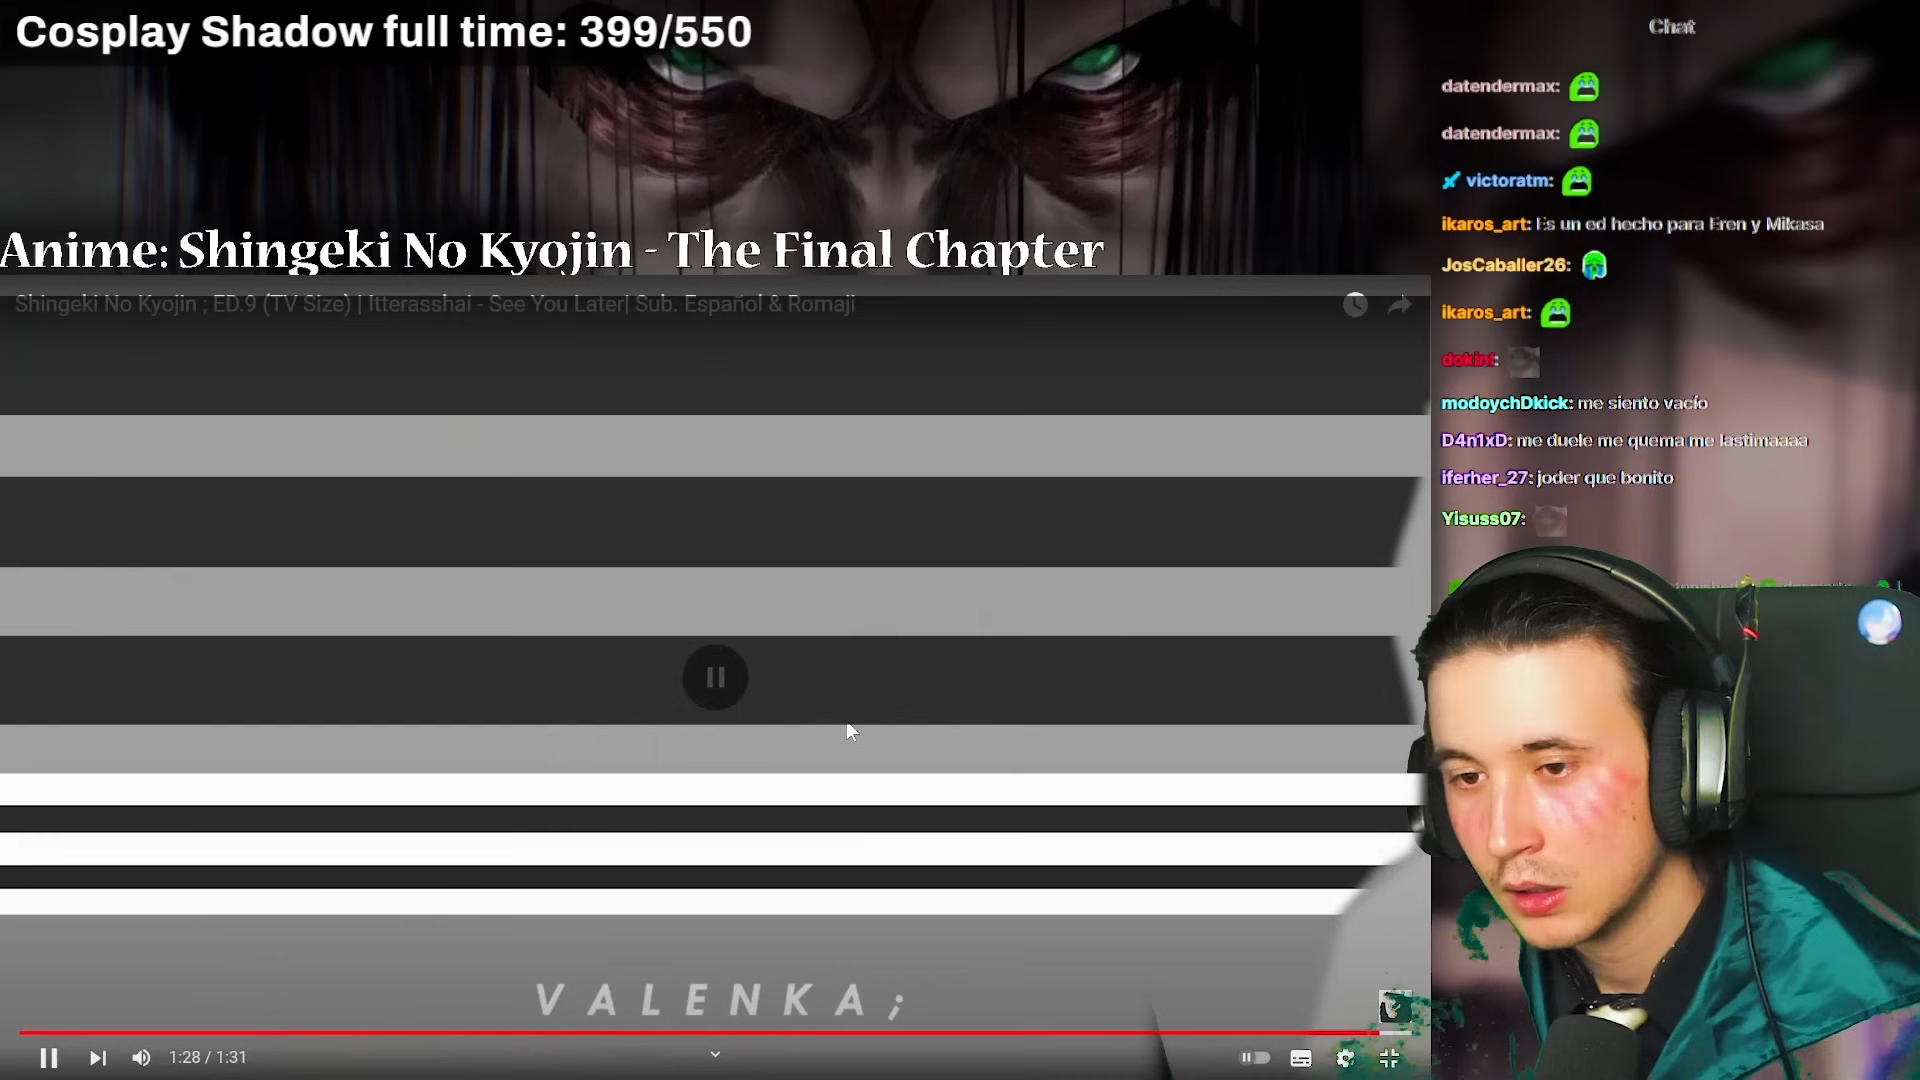 Cosplay Shadow full time: 399/550
Anime: Shingeki No Kyojin - The Final Chapter
Shingeki No Kyojin ; ED.9 (TV Size) | Itterasshai - See You Later| Sub. Español & Romaji
VALENKA;
1:28 / 1:31
Chat
datendermax:
datendermax:
victoratm:
ikaros_art: Es un ed hecho para Eren y Mikasa
JosCaballer26:
ikaros_art:
dokint:
modoychDkick: me siento vacío
D4n1xD: me duele me quema me lastimaaaa
iferher_27: joder que bonito
Yisuss07: